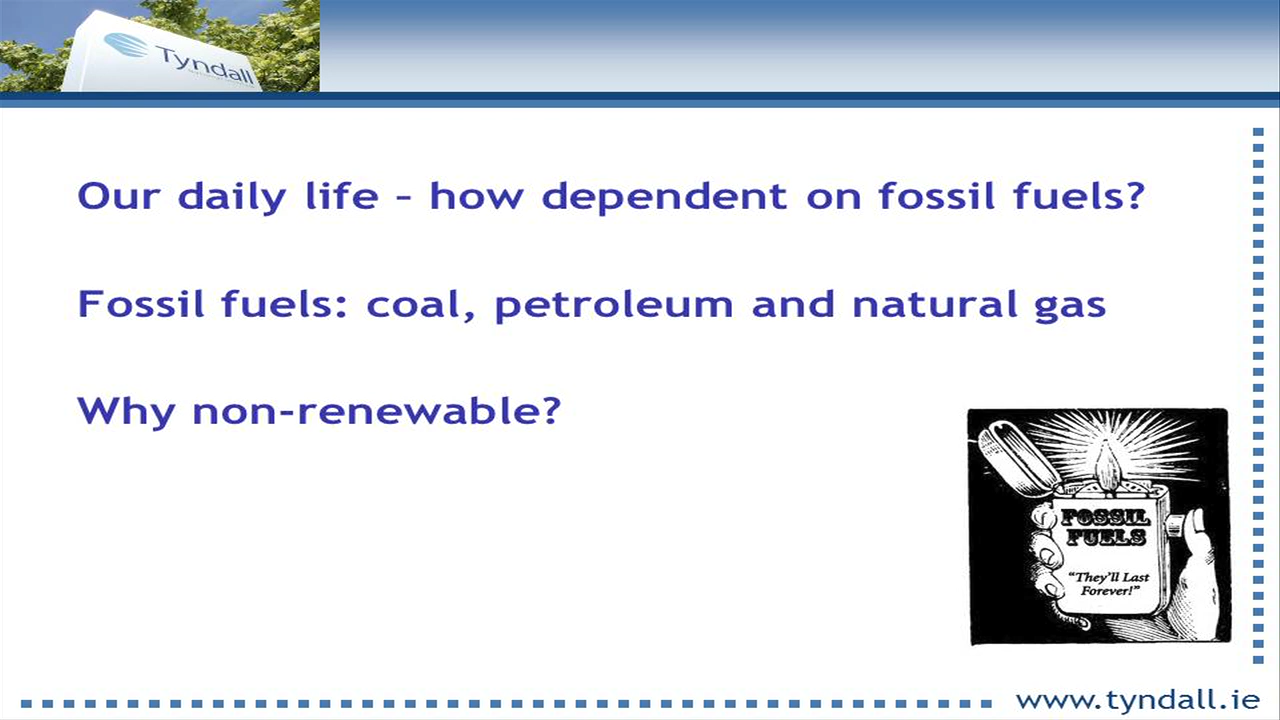 Tyndall
Our daily life – how dependent on fossil fuels?
Fossil fuels: coal, petroleum and natural gas
Why non-renewable?
FOSSIL
FUELS
"They'll Last
Forever!"
www.tyndall.ie